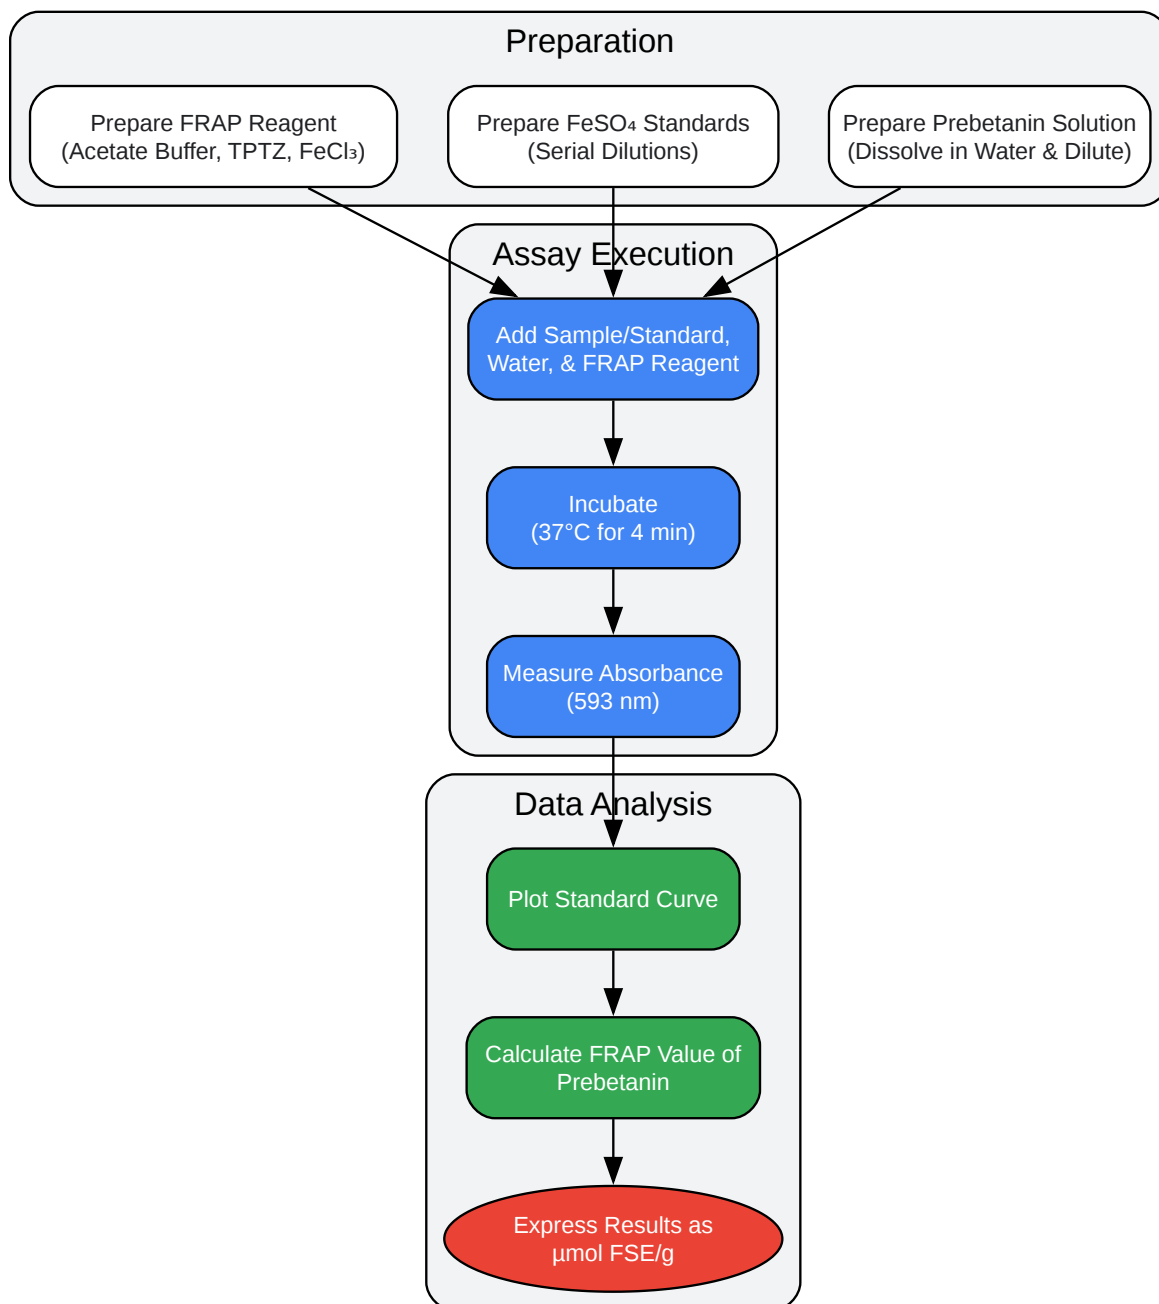 Preparation
Prepare FRAP Reagent
(Acetate Buffer, TPTZ, FeCl₃)
Prepare FeSO₄ Standards
(Serial Dilutions)
Prepare Prebetanin Solution
(Dissolve in Water & Dilute)
Assay Execution
Add Sample/Standard,
Water, & FRAP Reagent
Incubate
(37°C for 4 min)
Measure Absorbance
(593 nm)
Data Analysis
Plot Standard Curve
Calculate FRAP Value of
Prebetanin
Express Results as
µmol FSE/g